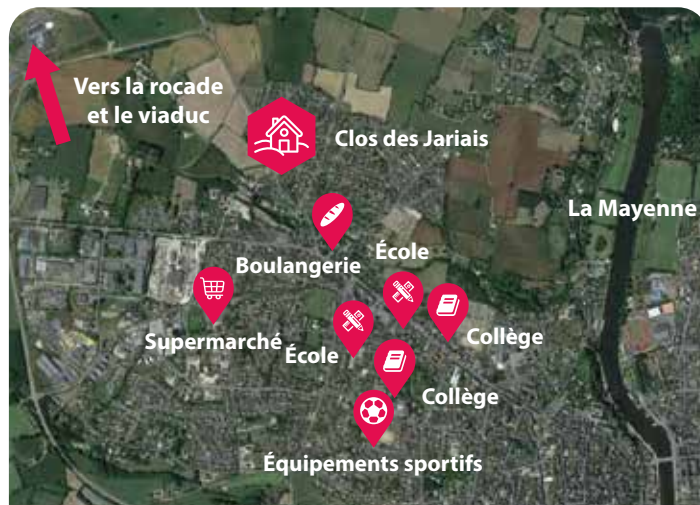 Vers la rocade
et le viaduc
Clos des Jariais
La Mayenne
Boulangerie
École
Supermarché
École
Collège
Collège
Équipements sportifs